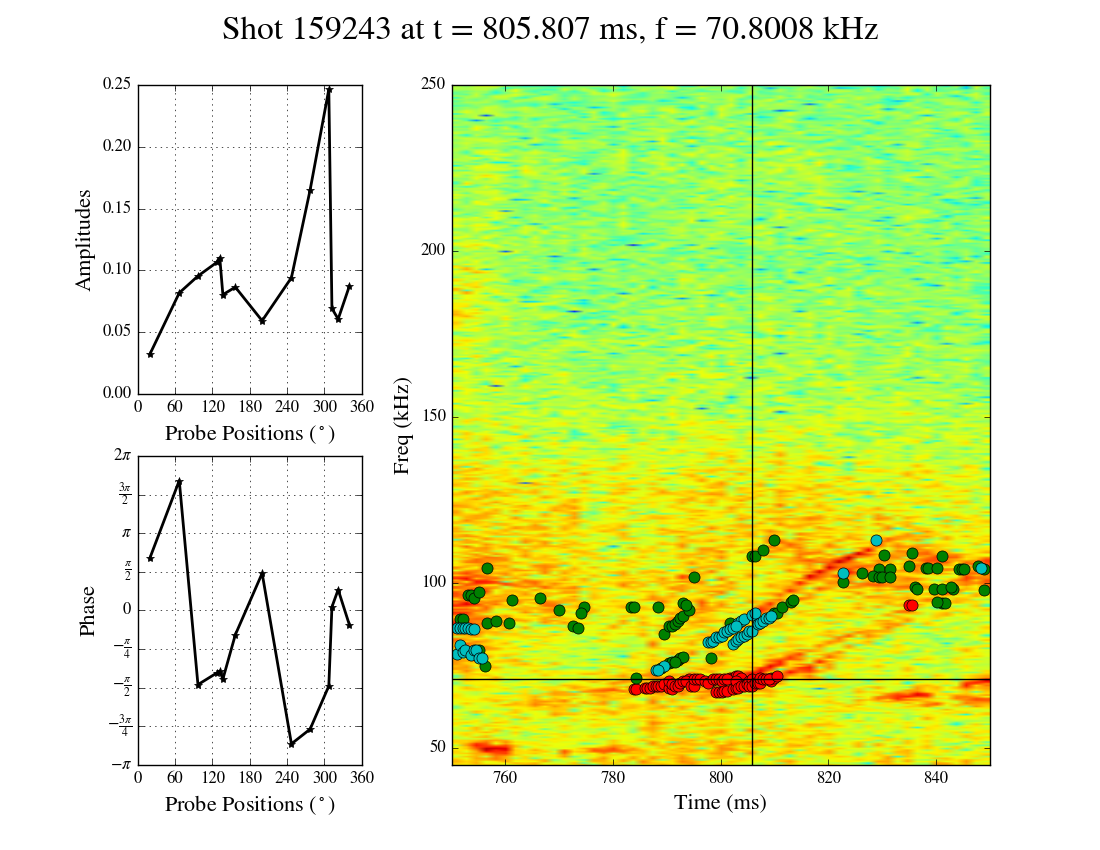 Shot 159243 at t = 805.807 ms, f = 70.8008 kHz
0.25
0.20
0.15
0.10
0.05
0.00
Amplitudes
0 60 120 180 240 300 360
Probe Positions (°)
2π
3π/2
π
π/2
0
−π/4
−π/2
−3π/4
−π
Phase
0 60 120 180 240 300 360
Probe Positions (°)
250
200
150
100
50
Freq (kHz)
760 780 800 820 840
Time (ms)